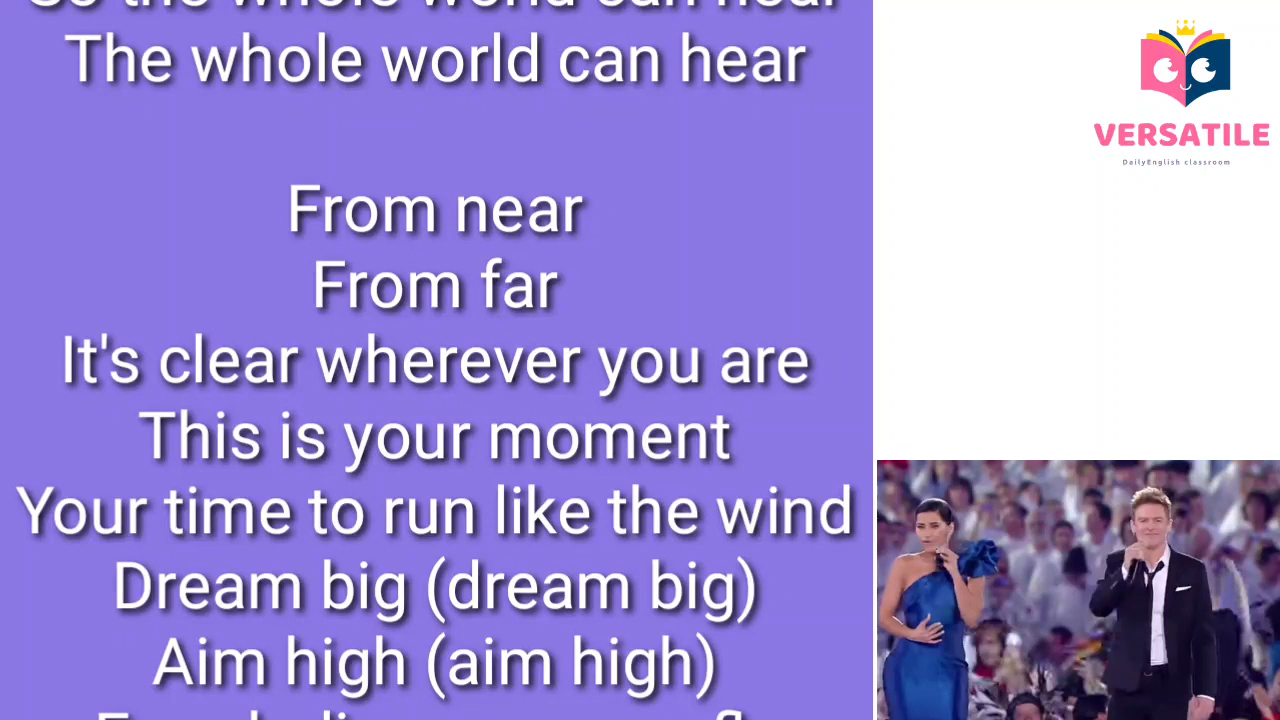 The whole world can hear
From near
From far
It's clear wherever you are
This is your moment
Your time to run like the wind
Dream big (dream big)
Aim high (aim high)
VERSATILE
DailyEnglish classroom